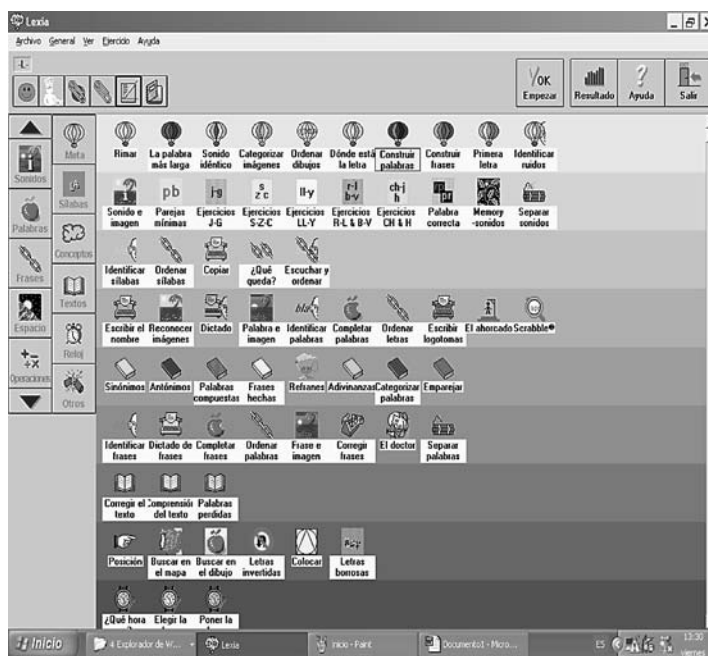 Lexia
Archivo General Ver Ejercicio Ayuda
-L-
√OK
Empezar
Resultado
?
Ayuda
Salir
Sonidos
Palabras
Frases
Espacio
Operaciones
Meta
Sílabas
Conceptos
Textos
Reloj
Otros
Rimar
La palabra
más larga
Sonido
idéntico
Categorizar
imágenes
Ordenar
dibujos
Dónde está
la letra
Construir
palabras
Construir
frases
Primera
letra
Identificar
ruidos
pb
j-g
s
z c
ll-y
r-l
b-v
ch-j
h
Sonido e
imagen
Parejas
mínimas
Ejercicios
J-G
Ejercicios
S-Z-C
Ejercicios
LL-Y
Ejercicios
R-L & B-V
Ejercicios
CH & H
Palabra
correcta
Memory
-sonidos
Separar
sonidos
Identificar
sílabas
Ordenar
sílabas
Copiar
¿Qué
queda?
Escuchar y
ordenar
bla
Escribir el
nombre
Reconocer
imágenes
Dictado
Palabra e
imagen
Identificar
palabras
Completar
palabras
Ordenar
letras
Escribir
logotomas
El ahorcado
Scrabble®
Sinónimos
Antónimos
Palabras
compuestas
Frases
hechas
Refranes
Adivinanzas
Categorizar
palabras
Emparejar
Identificar
frases
Dictado de
frases
Completar
frases
Ordenar
palabras
Frase e
imagen
Corregir
frases
El doctor
Separar
palabras
Corregir el
texto
Comprensión
del texto
Palabras
perdidas
Posición
Buscar en
el mapa
Buscar en
el dibujo
Letras
invertidas
Colocar
Letras
borrosas
¿Qué hora
Elegir la
Poner la
Inicio
4 Explorador de W...
Lexia
inicio - Paint
Documento1 - Micro...
ES
13:30
viernes